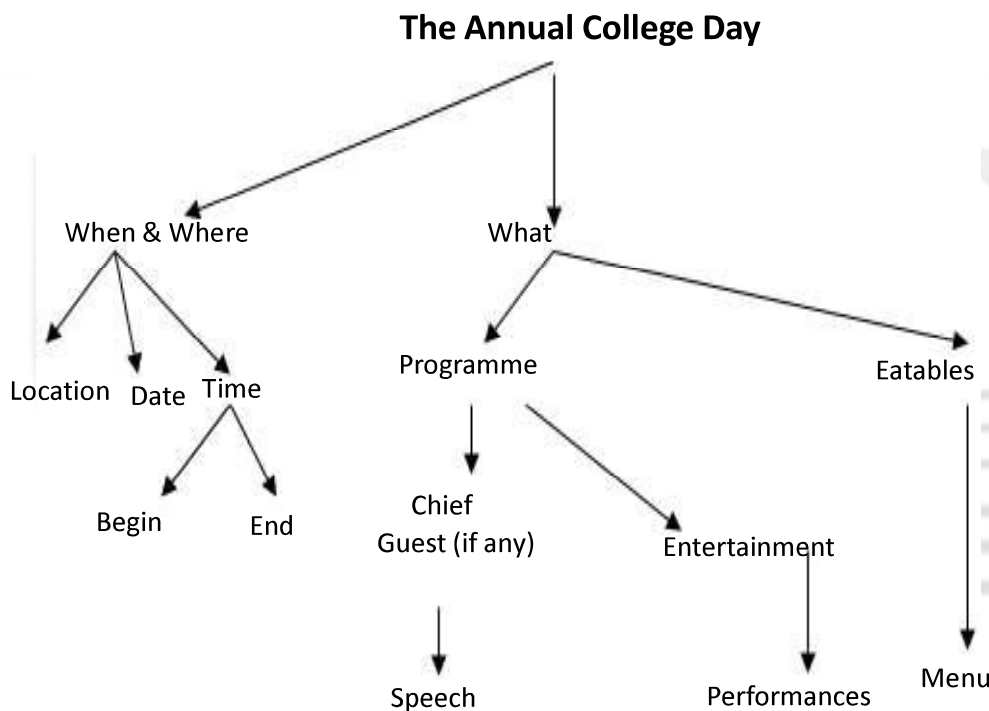 The Annual College Day
When & Where
What
Programme
Eatables
Location
Date
Time
Chief
Guest (if any)
Begin
End
Entertainment
Speech
Performances
Menu